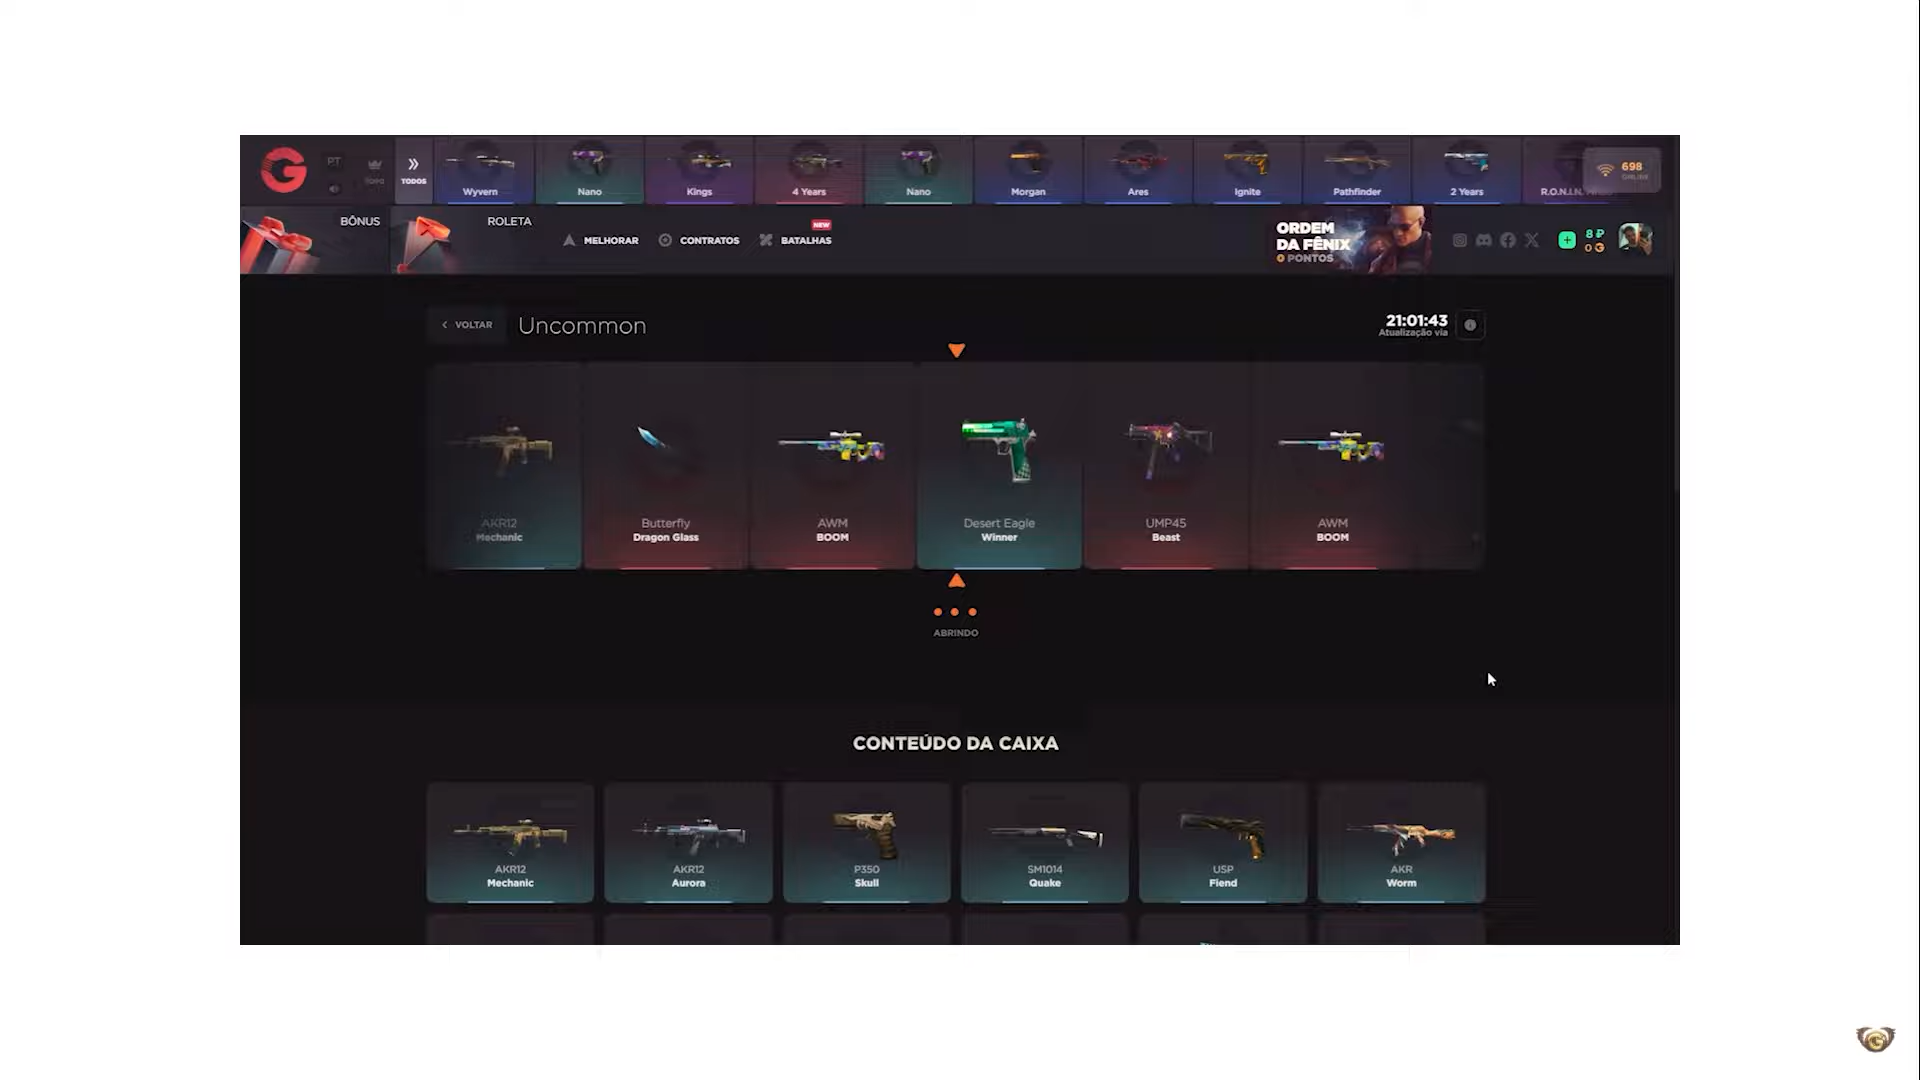 PT
TOPO
TODOS
Wyvern
Nano
Kings
4 Years
Nano
Morgan
Ares
Ignite
Pathfinder
2 Years
698
ONLINE
BÔNUS
ROLETA
MELHORAR
CONTRATOS
NEW
BATALHAS
ORDEM
DA FÊNIX
0 PONTOS
8 ₽
0 G
VOLTAR
Uncommon
21:01:43
Atualização via
AKR12
Mechanic
Butterfly
Dragon Glass
AWM
BOOM
Desert Eagle
Winner
UMP45
Beast
AWM
BOOM
ABRINDO
CONTEÚDO DA CAIXA
AKR12
Mechanic
AKR12
Aurora
P350
Skull
SM1014
Quake
USP
Fiend
AKR
Worm